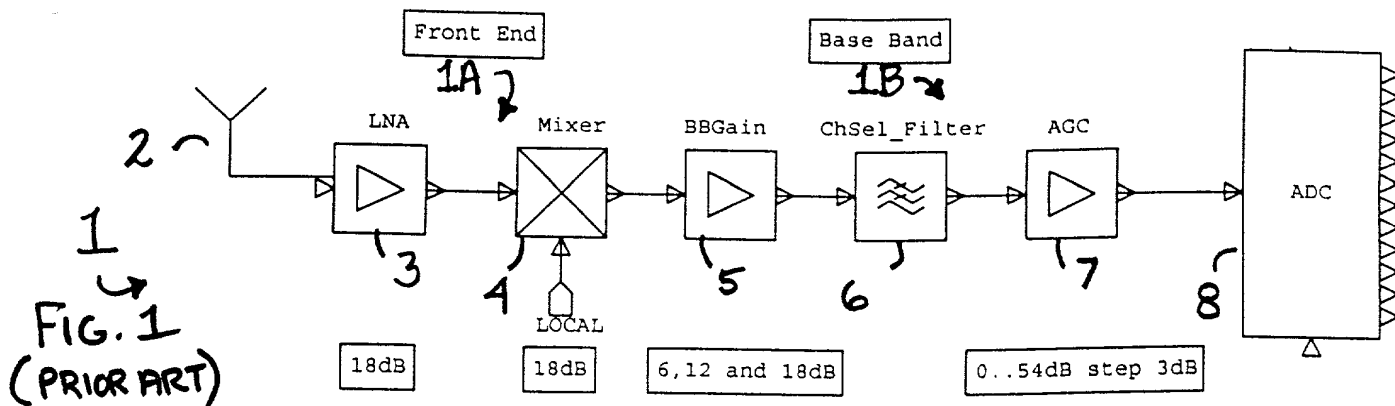 Front End
Base Band
1A
1B
LNA
Mixer
BBGain
ChSel_Filter
AGC
ADC
2
3
4
5
6
7
8
LOCAL
1
FIG. 1
(PRIOR ART)
18dB
18dB
6,12 and 18dB
0..54dB step 3dB